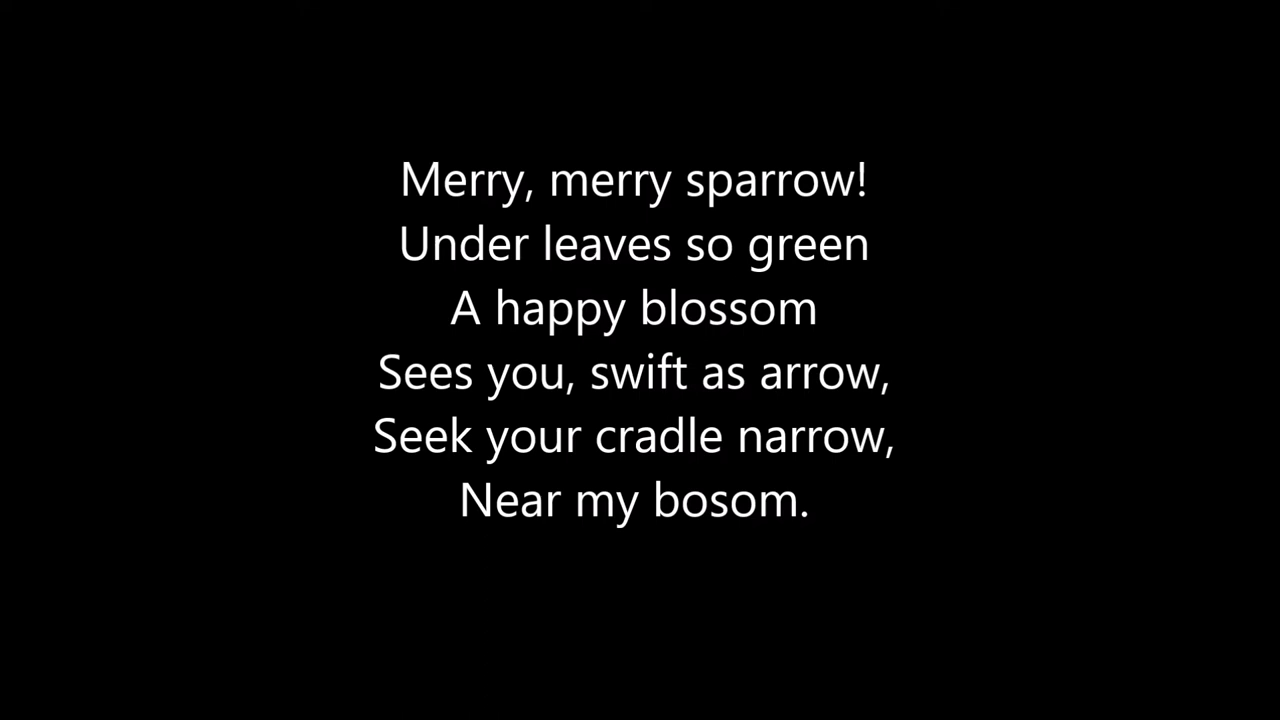 Merry, merry sparrow!
Under leaves so green
A happy blossom
Sees you, swift as arrow,
Seek your cradle narrow,
Near my bosom.